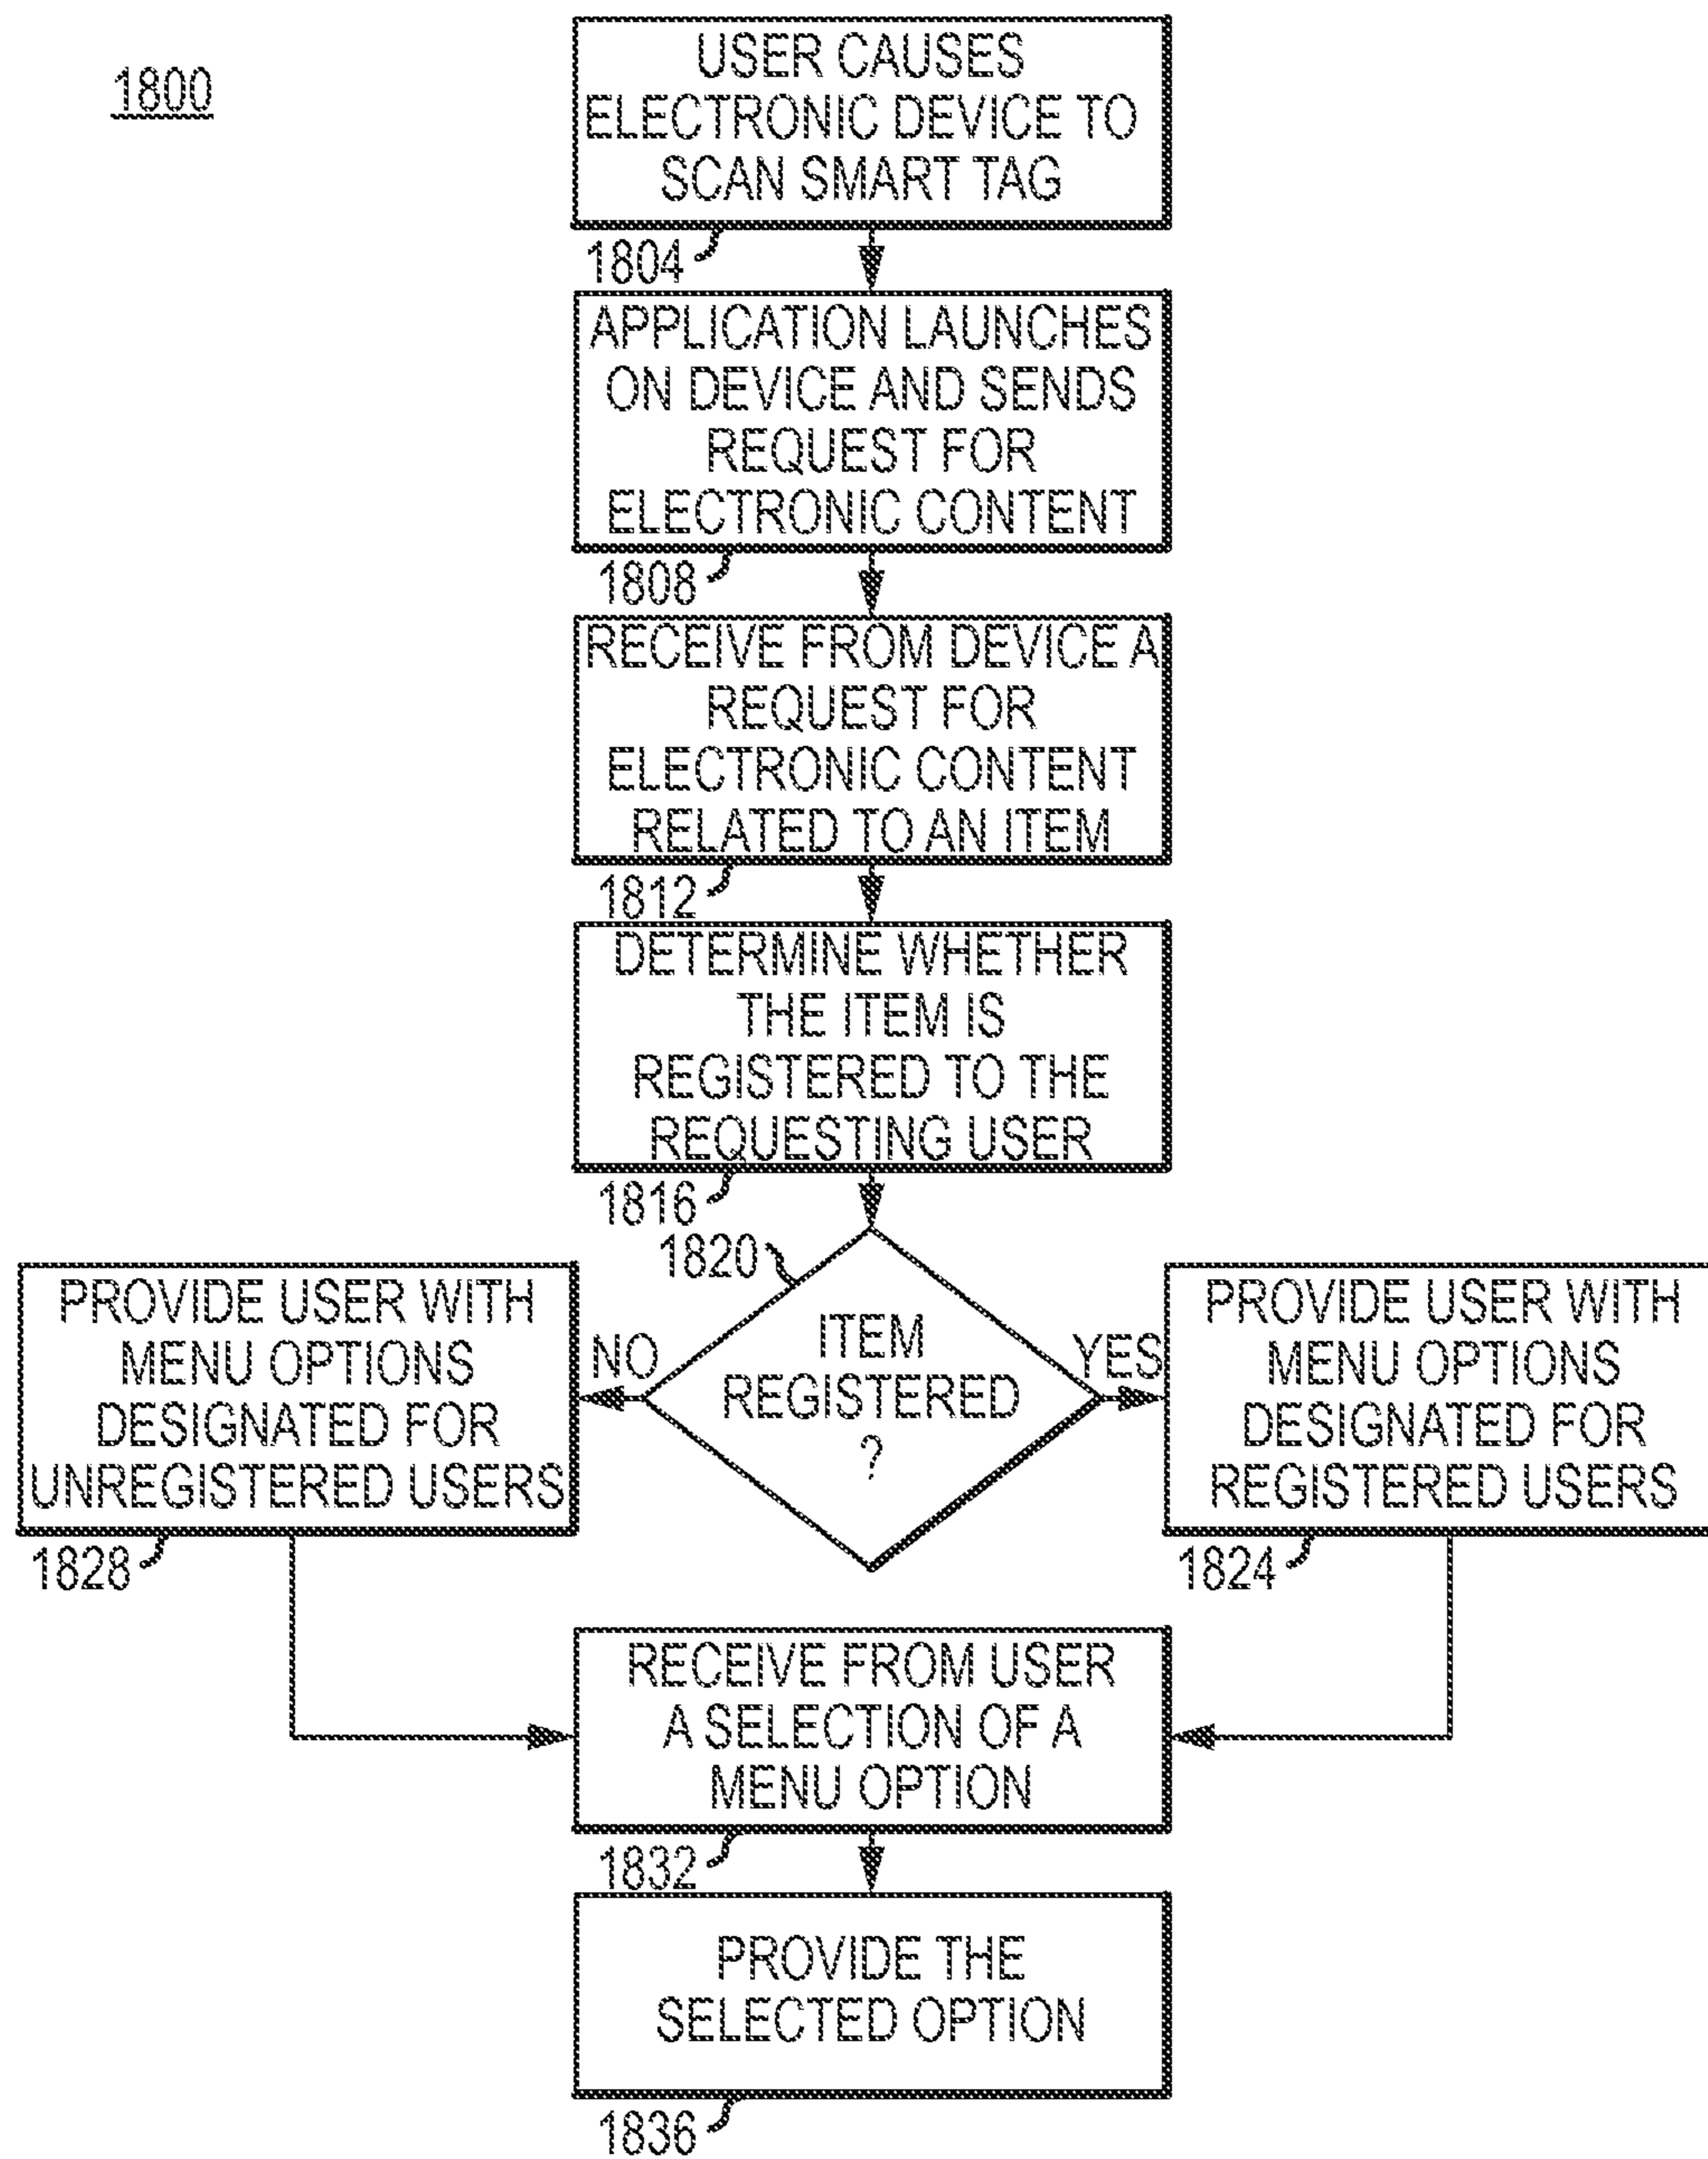 1800
USER CAUSES
ELECTRONIC DEVICE TO
SCAN SMART TAG
1804
APPLICATION LAUNCHES
ON DEVICE AND SENDS
REQUEST FOR
ELECTRONIC CONTENT
1808
RECEIVE FROM DEVICE A
REQUEST FOR
ELECTRONIC CONTENT
RELATED TO AN ITEM
1812
DETERMINE WHETHER
THE ITEM IS
REGISTERED TO THE
REQUESTING USER
1816
1820
ITEM
REGISTERED
?
NO
YES
PROVIDE USER WITH
MENU OPTIONS
DESIGNATED FOR
UNREGISTERED USERS
1828
PROVIDE USER WITH
MENU OPTIONS
DESIGNATED FOR
REGISTERED USERS
1824
RECEIVE FROM USER
A SELECTION OF A
MENU OPTION
1832
PROVIDE THE
SELECTED OPTION
1836